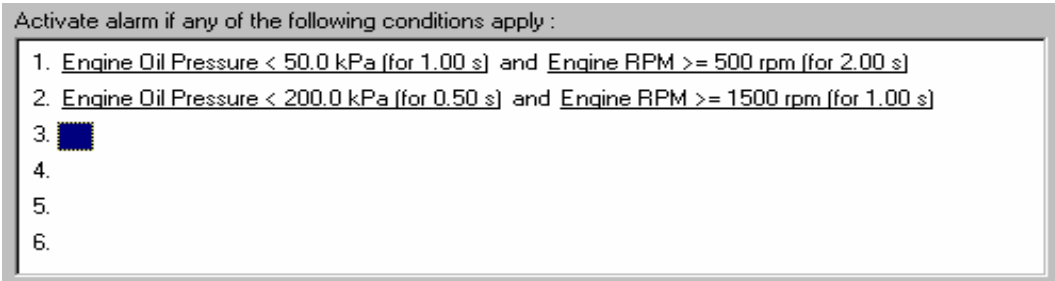 Activate alarm if any of the following conditions apply :
1. Engine Oil Pressure < 50.0 kPa (for 1.00 s) and Engine RPM >= 500 rpm (for 2.00 s)
2. Engine Oil Pressure < 200.0 kPa (for 0.50 s) and Engine RPM >= 1500 rpm (for 1.00 s)
3.
4.
5.
6.